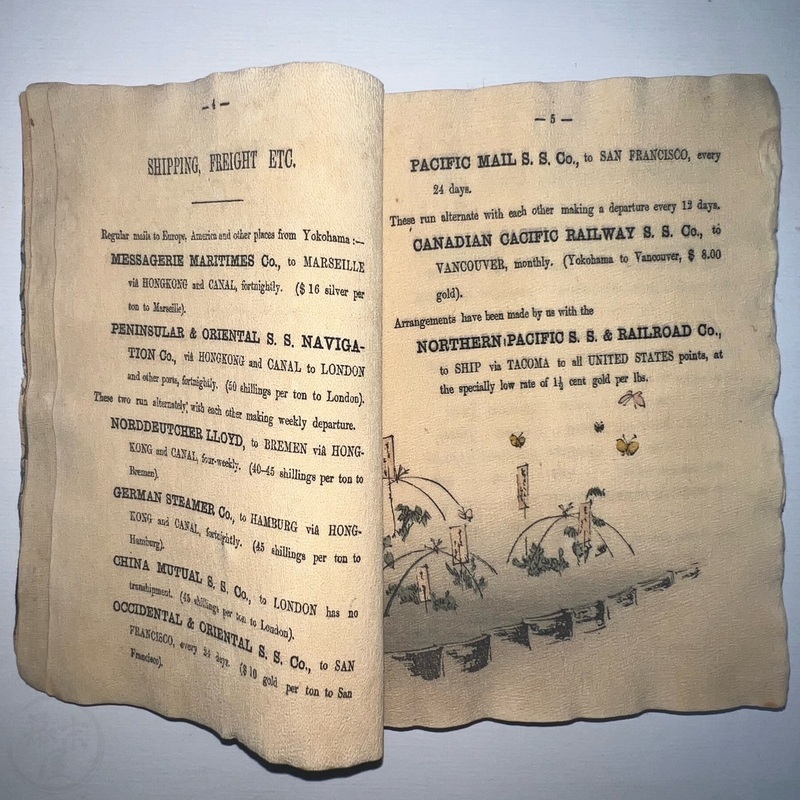 — 4 —
SHIPPING, FREIGHT ETC.
Regular mails to Europe, America and other places from Yokohama :—
MESSAGERIE MARITIMES Co., to MARSEILLE
viâ HONGKONG and CANAL, fortnightly. ($ 16 silver per
ton to Marseille).
PENINSULAR & ORIENTAL S. S. NAVIGA-
TION Co., viâ HONGKONG and CANAL to LONDON
and other ports, fortnightly. (50 shillings per ton to London).
These two run alternately, with each other making weekly departure.
NORDDEUTCHER LLOYD, to BREMEN viâ HONG-
KONG and CANAL, four-weekly. (40-45 shillings per ton to
Bremen).
GERMAN STEAMER Co., to HAMBURG viâ HONG-
KONG and CANAL, fortnightly. (45 shillings per ton to
Hamburg).
CHINA MUTUAL S. S. Co., to LONDON has no
transhipment. (45 shillings per ton to London).
OCCIDENTAL & ORIENTAL S. S. Co., to SAN
FRANCISCO, every 24 days. ($ 10 gold per ton to San
Francisco).
— 5 —
PACIFIC MAIL S. S. Co., to SAN FRANCISCO, every
24 days.
These run alternate with each other making a departure every 12 days.
CANADIAN CACIFIC RAILWAY S. S. Co., to
VANCOUVER, monthly. (Yokohama to Vancouver, $ 8.00
gold).
Arrangements have been made by us with the
NORTHERN PACIFIC S. S. & RAILROAD Co.,
to SHIP via TACOMA to all UNITED STATES points, at
the specially low rate of 1½ cent gold per lbs.